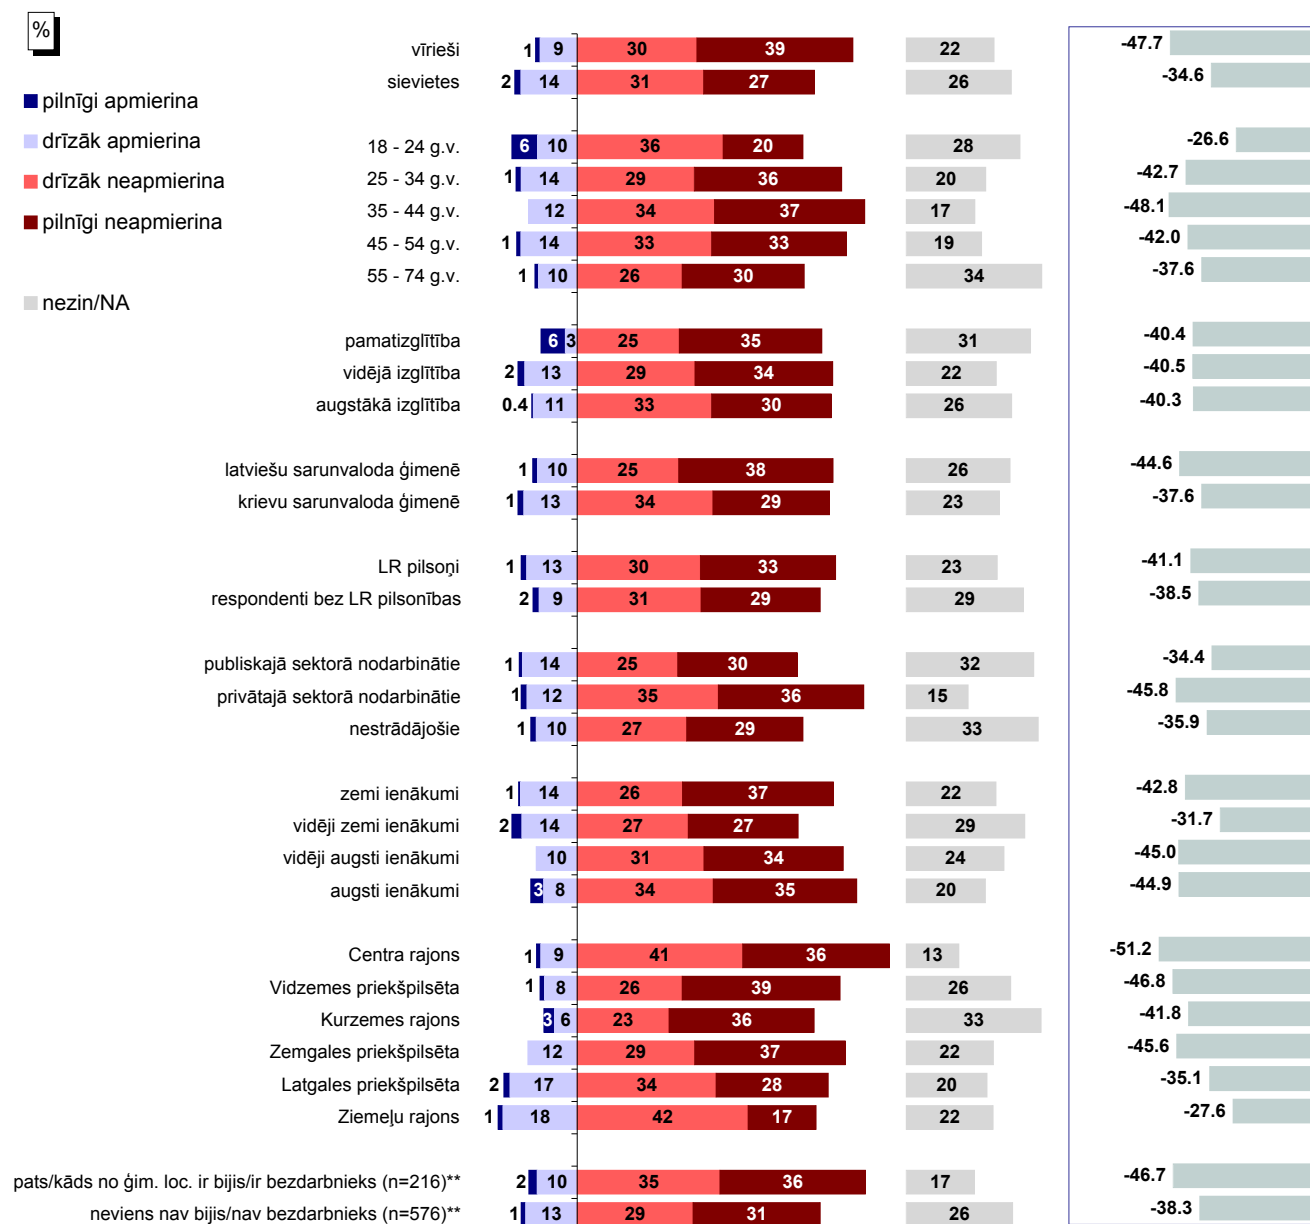 %
pilnīgi apmierina
drīzāk apmierina
drīzāk neapmierina
pilnīgi neapmierina
nezin/NA
vīrieši 1 9 30 39 22 -47.7
sievietes 2 14 31 27 26 -34.6
18 - 24 g.v. 6 10 36 20 28 -26.6
25 - 34 g.v. 1 14 29 36 20 -42.7
35 - 44 g.v. 12 34 37 17 -48.1
45 - 54 g.v. 1 14 33 33 19 -42.0
55 - 74 g.v. 1 10 26 30 34 -37.6
pamatizglītība 6 3 25 35 31 -40.4
vidējā izglītība 2 13 29 34 22 -40.5
augstākā izglītība 0.4 11 33 30 26 -40.3
latviešu sarunvaloda ģimenē 1 10 25 38 26 -44.6
krievu sarunvaloda ģimenē 1 13 34 29 23 -37.6
LR pilsoņi 1 13 30 33 23 -41.1
respondenti bez LR pilsonības 2 9 31 29 29 -38.5
publiskajā sektorā nodarbinātie 1 14 25 30 32 -34.4
privātajā sektorā nodarbinātie 1 12 35 36 15 -45.8
nestrādājošie 1 10 27 29 33 -35.9
zemi ienākumi 1 14 26 37 22 -42.8
vidēji zemi ienākumi 2 14 27 27 29 -31.7
vidēji augsti ienākumi 10 31 34 24 -45.0
augsti ienākumi 3 8 34 35 20 -44.9
Centra rajons 1 9 41 36 13 -51.2
Vidzemes priekšpilsēta 1 8 26 39 26 -46.8
Kurzemes rajons 3 6 23 36 33 -41.8
Zemgales priekšpilsēta 12 29 37 22 -45.6
Latgales priekšpilsēta 2 17 34 28 20 -35.1
Ziemeļu rajons 1 18 42 17 22 -27.6
pats/kāds no ģim. loc. ir bijis/ir bezdarbnieks (n=216)** 2 10 35 36 17 -46.7
neviens nav bijis/nav bezdarbnieks (n=576)** 1 13 29 31 26 -38.3